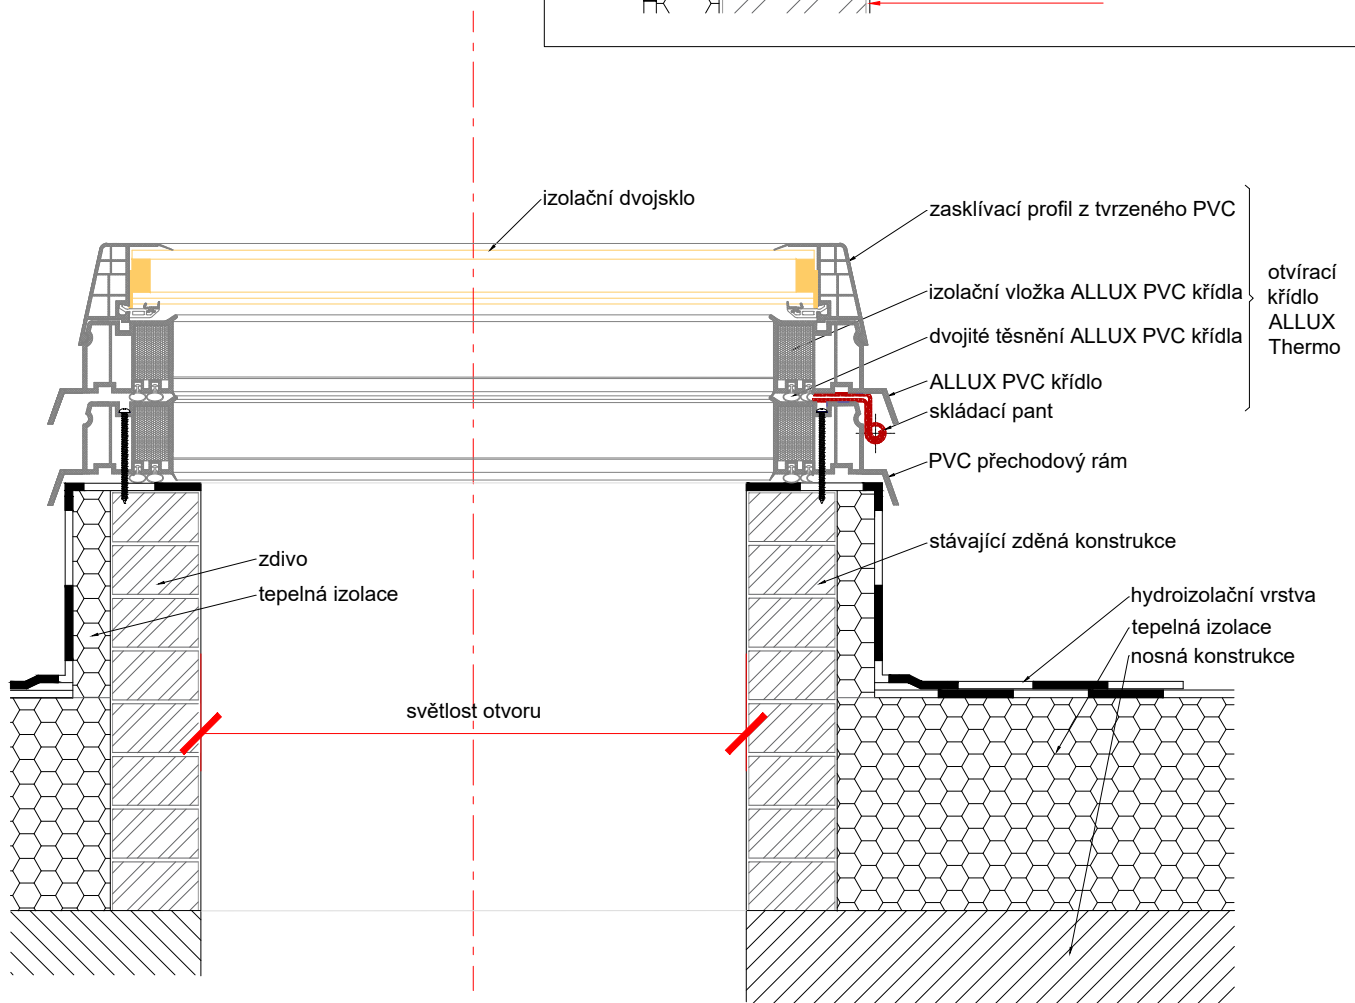 izolační dvojsklo
zasklívací profil z tvrzeného PVC
izolační vložka ALLUX PVC křídla
dvojité těsnění ALLUX PVC křídla
otvírací
křídlo
ALLUX
Thermo
ALLUX PVC křídlo
skládací pant
PVC přechodový rám
stávající zděná konstrukce
zdivo
tepelná izolace
hydroizolační vrstva
tepelná izolace
nosná konstrukce
světlost otvoru